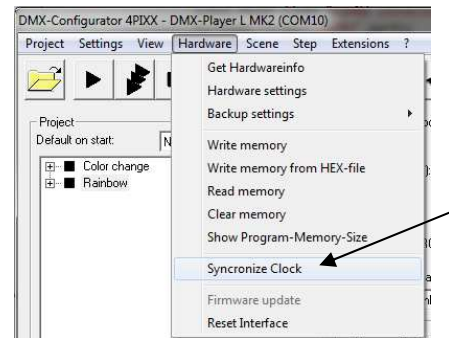 DMX-Configurator 4PIXX - DMX-Player L MK2 (COM10)
Project Settings View Hardware Scene Step Extensions ?
Get Hardwareinfo
Hardware settings
Backup settings
Project
Default on start: N
Write memory
Color change
Write memory from HEX-file
Rainbow
Read memory
Clear memory
Show Program-Memory-Size
Syncronize Clock
Firmware update
Reset Interface